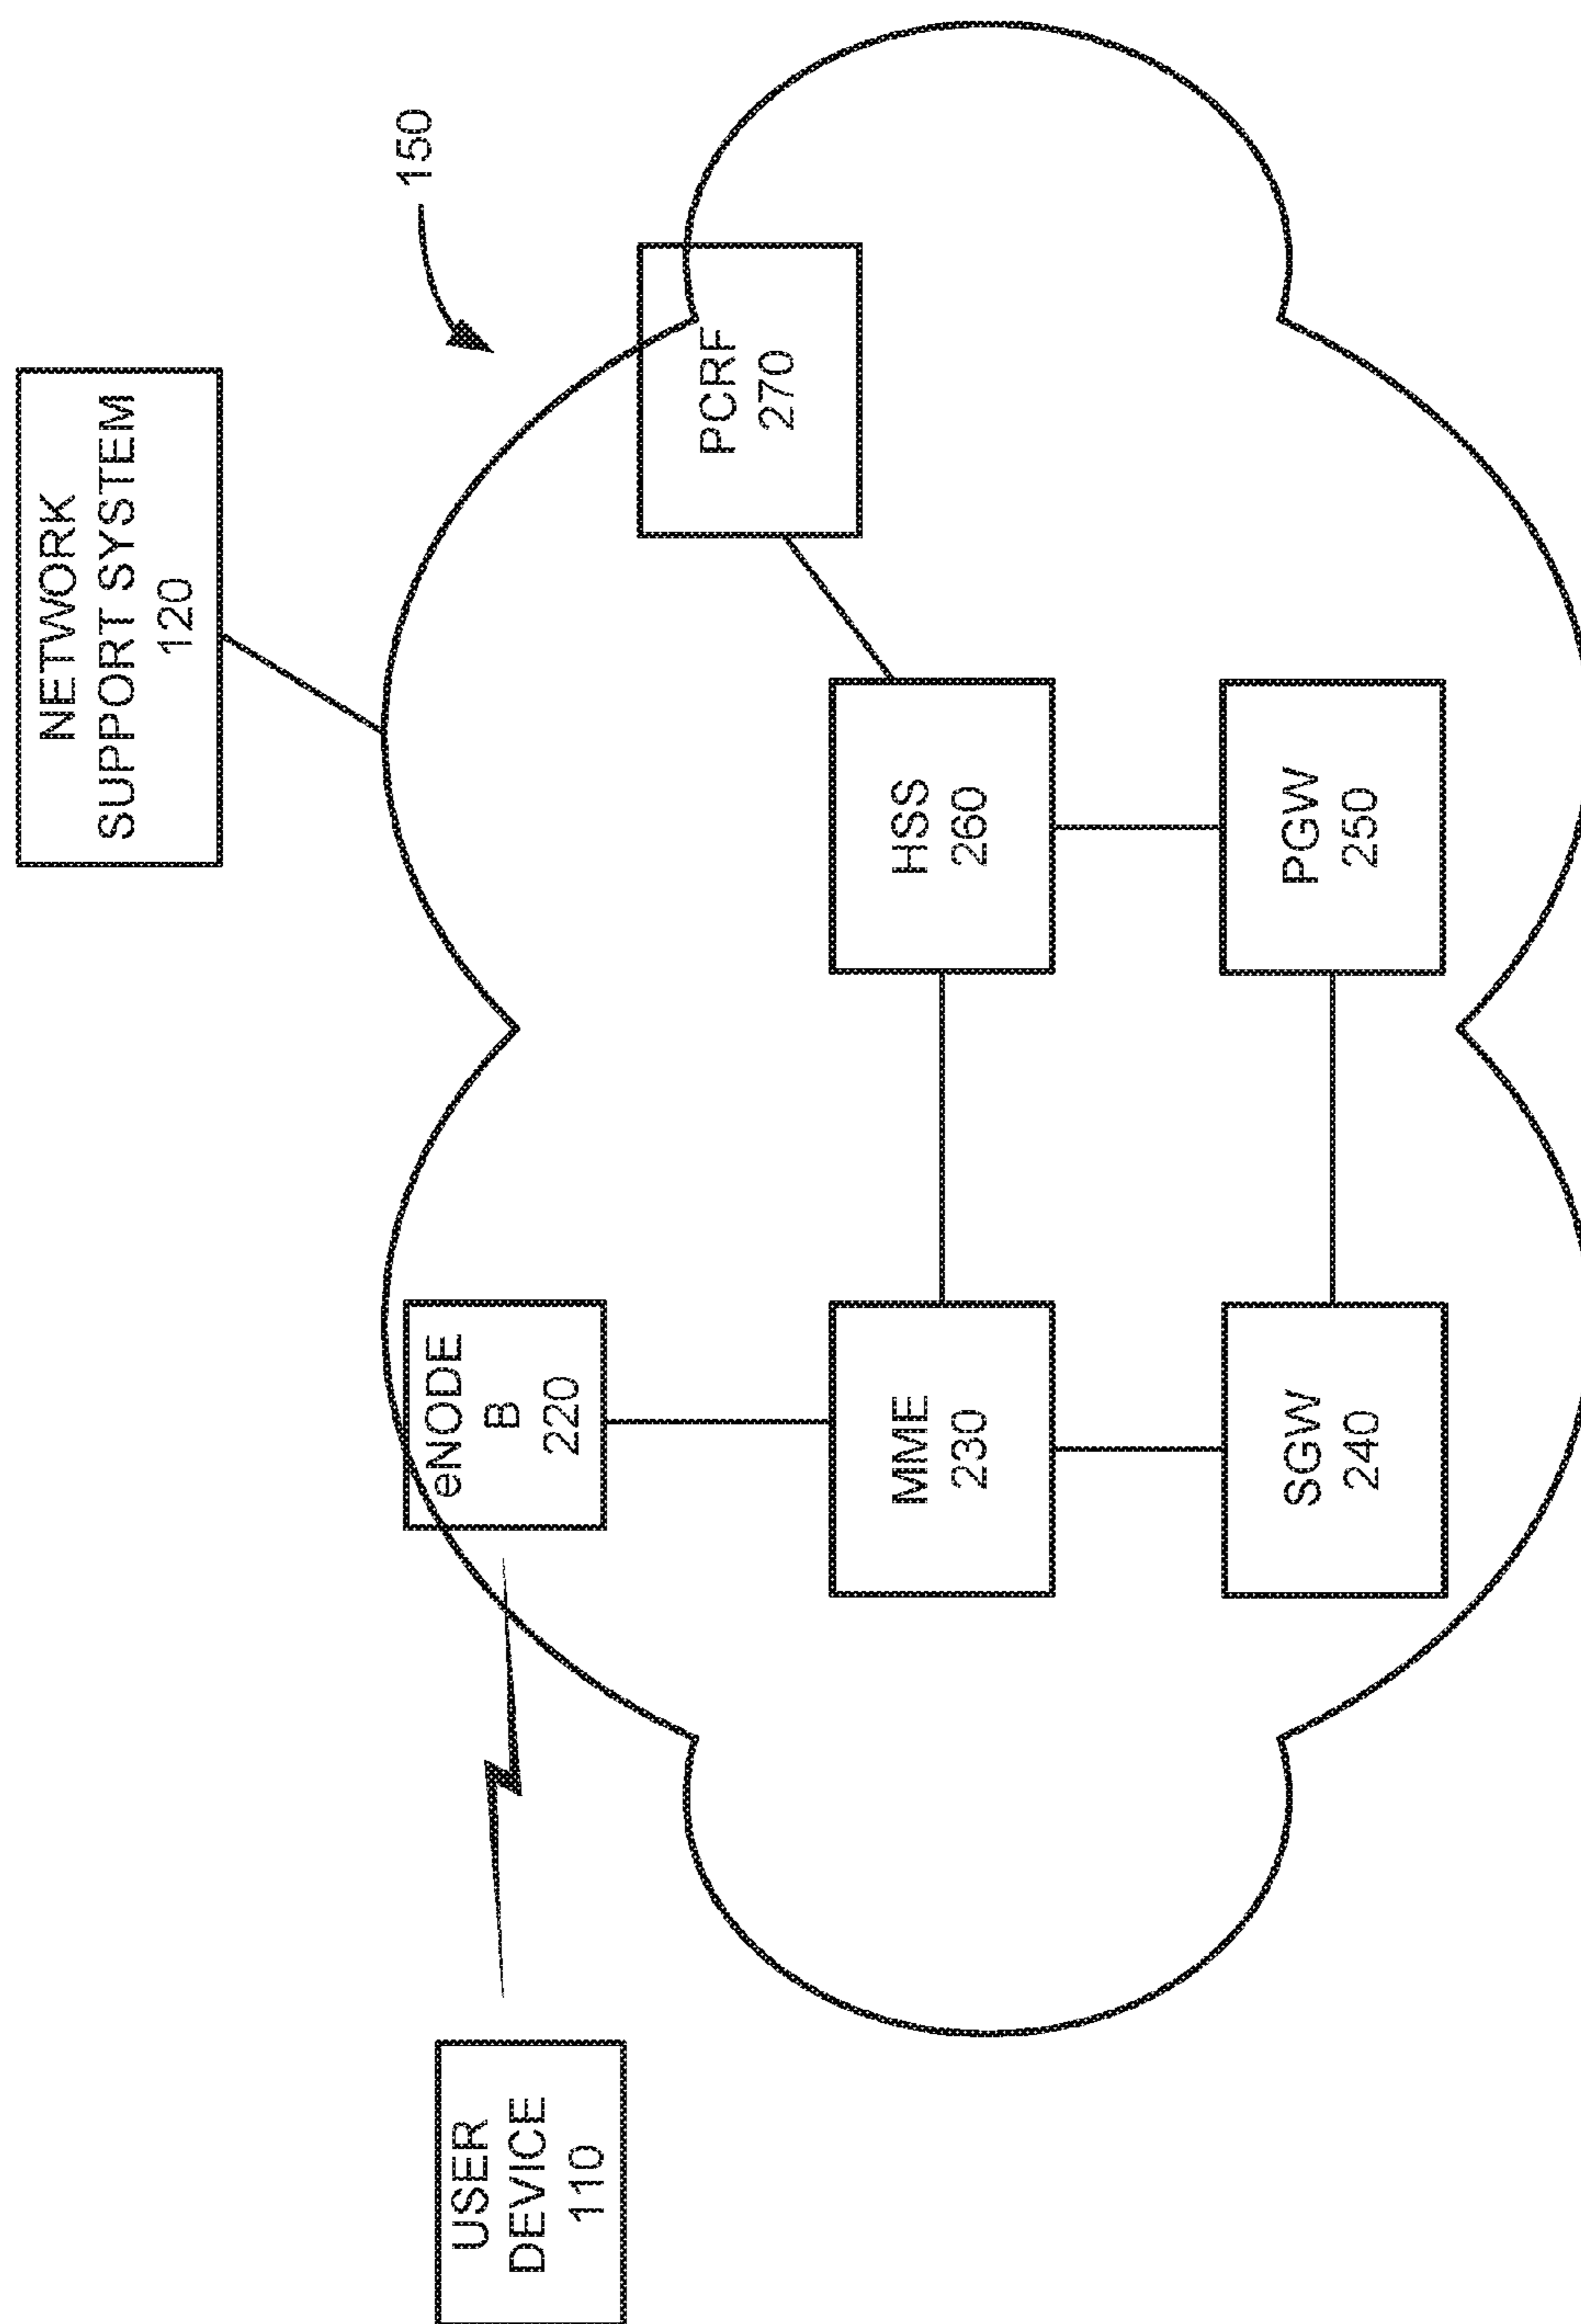 NETWORK
SUPPORT SYSTEM
120
150
USER
DEVICE
110
eNODE
B
220
PCRF
270
MME
230
HSS
260
SGW
240
PGW
250